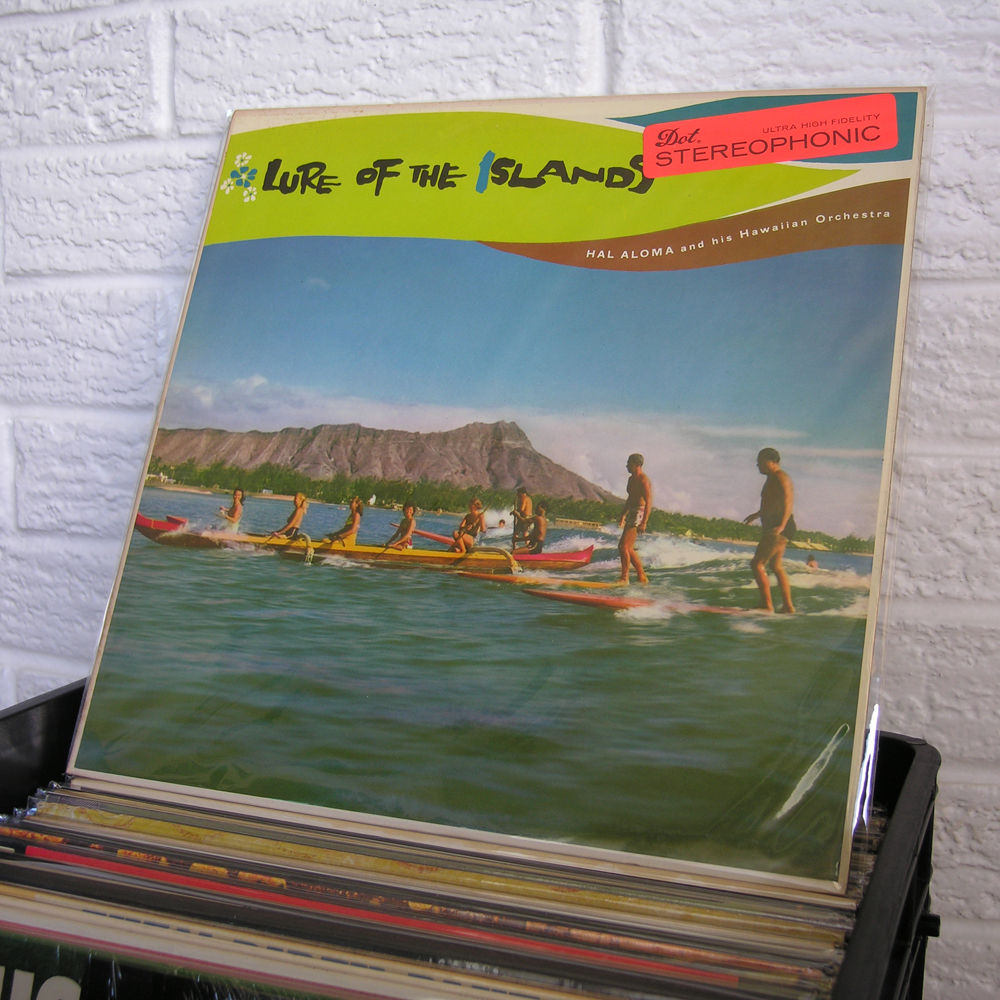 LURE OF THE ISLANDS
Dot.
ULTRA HIGH FIDELITY
STEREOPHONIC
HAL ALOMA and his Hawaiian Orchestra